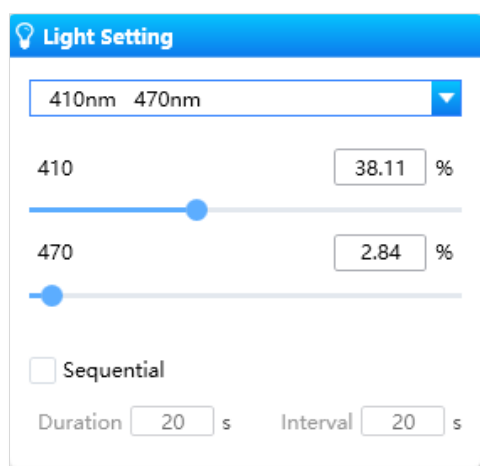 Light Setting
410nm 470nm
410 38.11 %
470 2.84 %
Sequential
Duration 20 s Interval 20 s